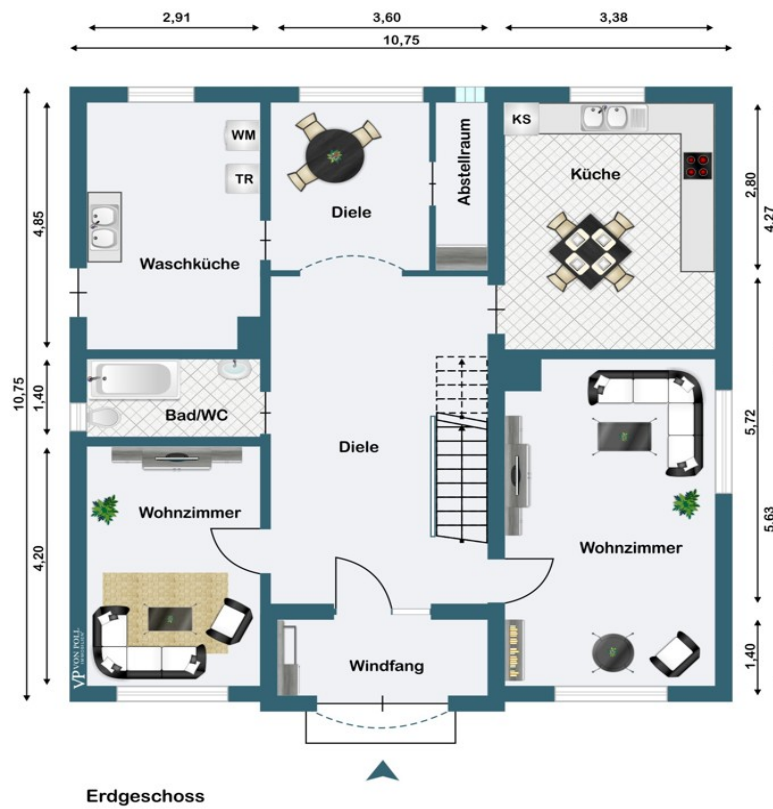 2,91
3,60
3,38
10,75
KS
WM
TR
Abstellraum
Küche
Diele
Waschküche
4,85
2,80
4,27
10,75
1,40
Bad/WC
Diele
5,72
Wohnzimmer
Wohnzimmer
4,20
5,63
Windfang
1,40
VP VON POLL
Erdgeschoss